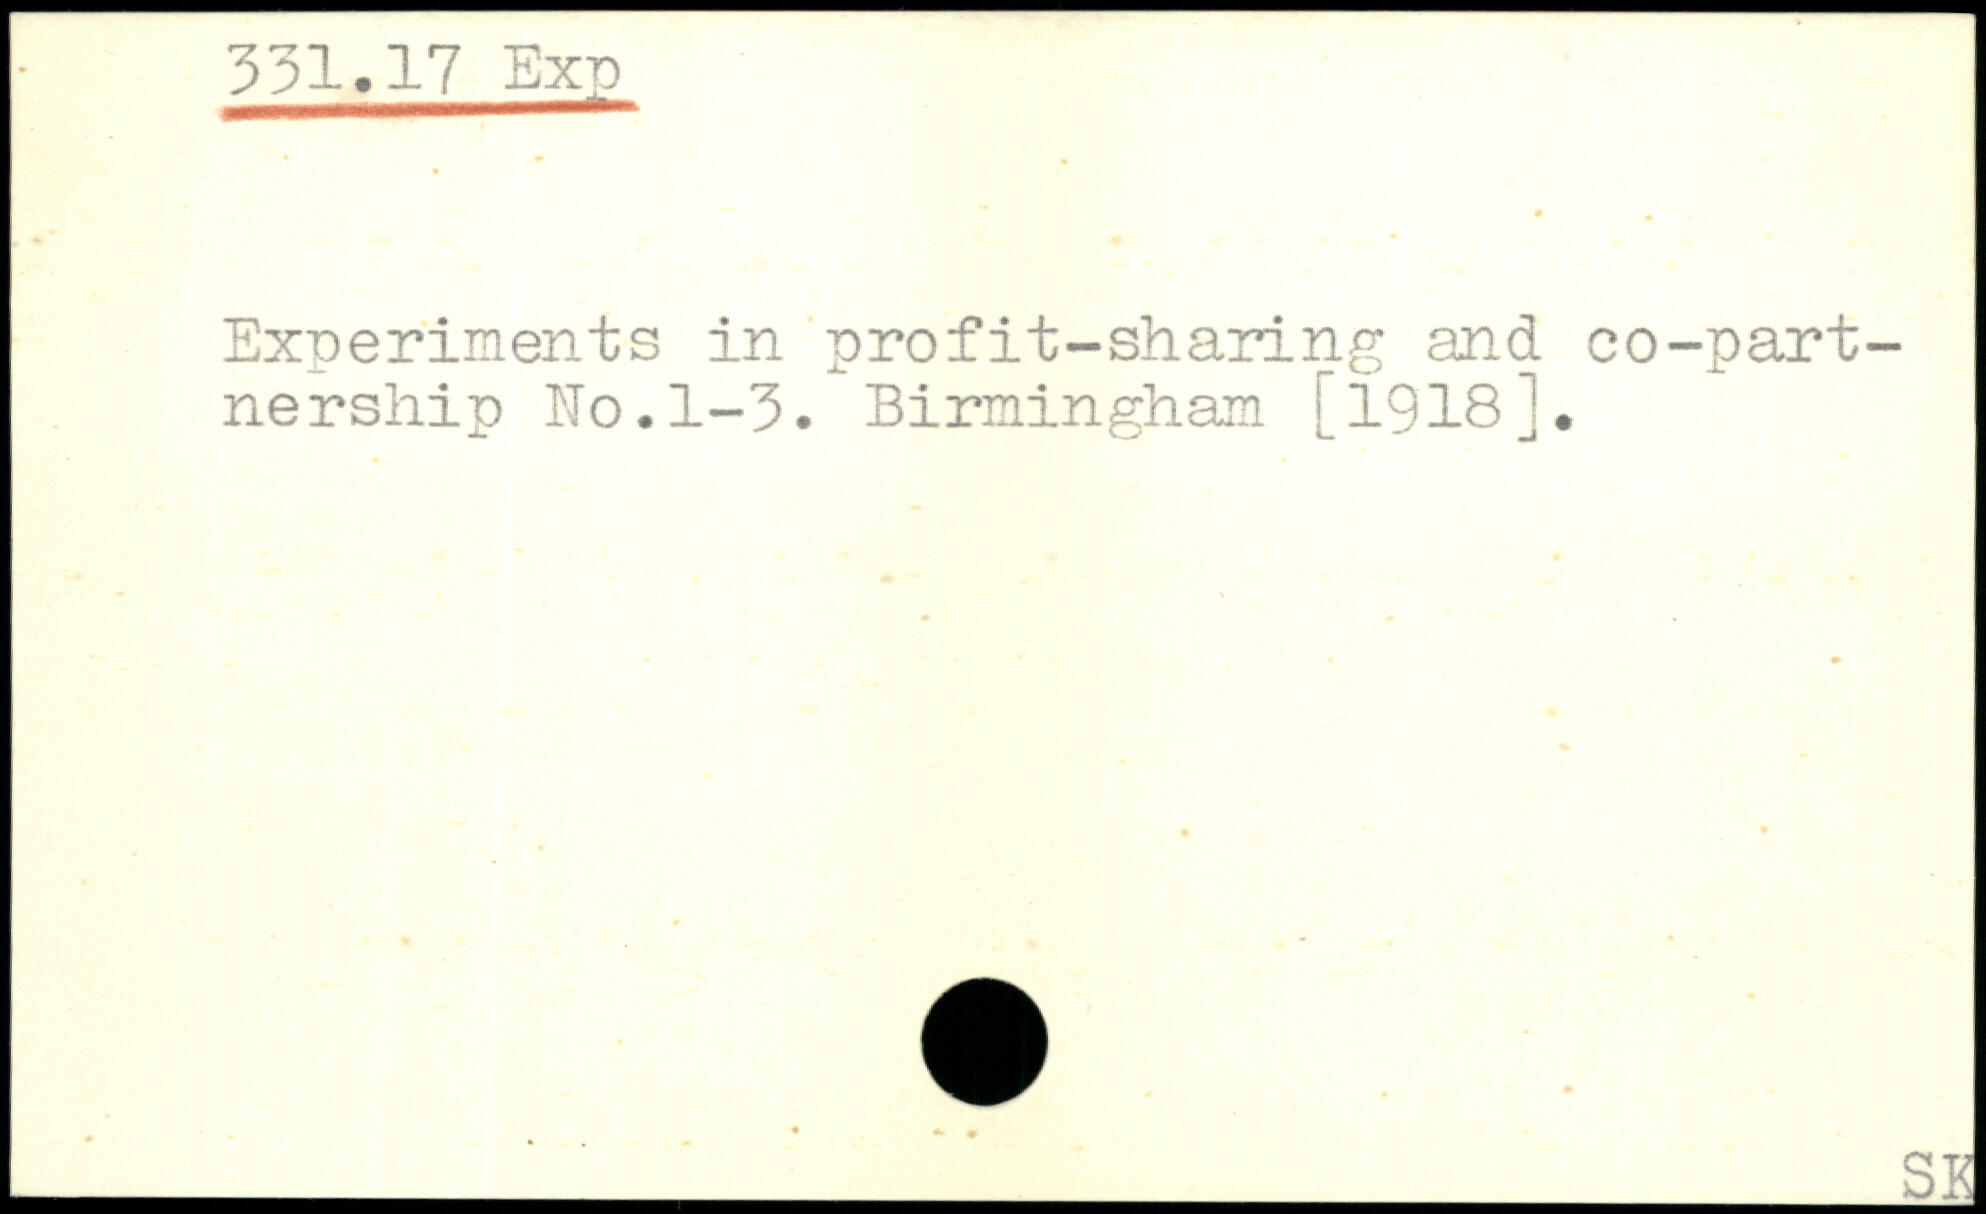 331.17 Exp
Experiments in profit-sharing and co-part-
nership No.1-3. Birmingham [1918].
SK